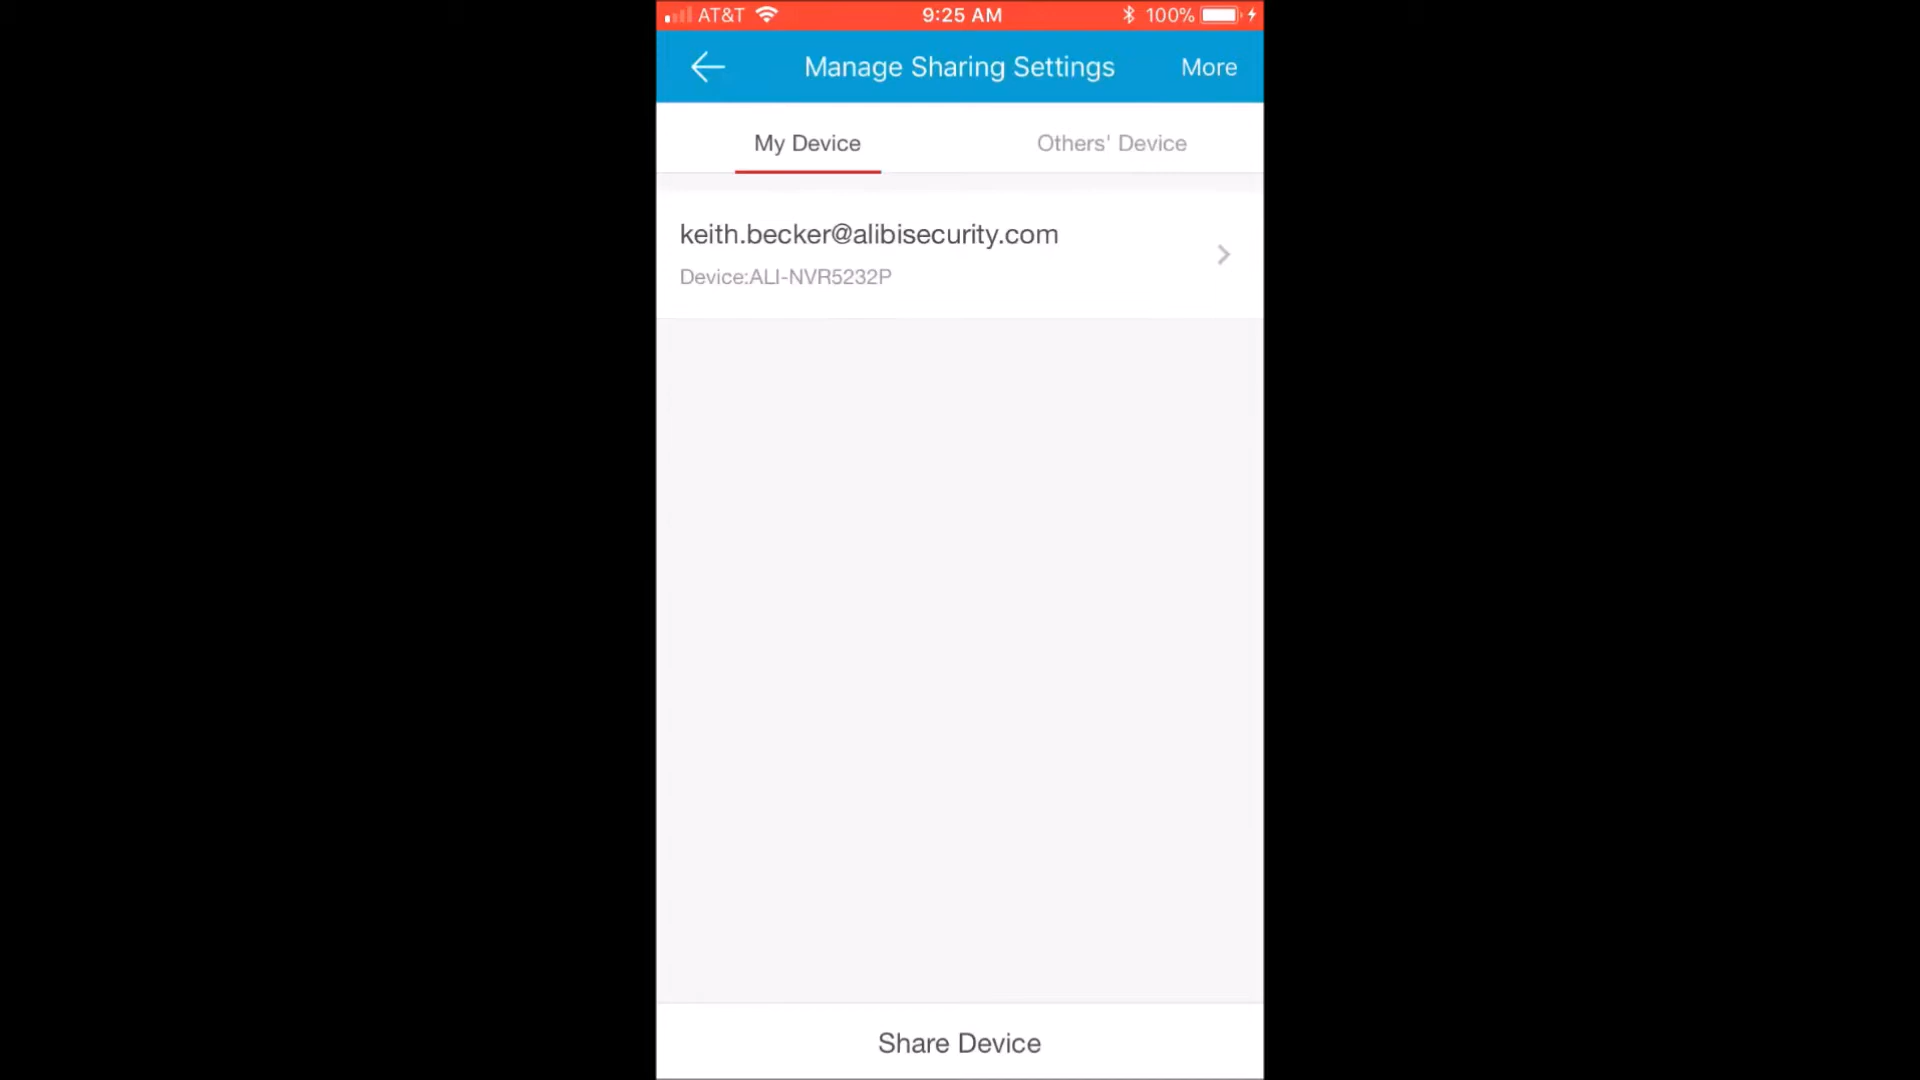 AT&T 9:25 AM 100%
Manage Sharing Settings More
My Device Others' Device
keith.becker@alibisecurity.com
Device:ALI-NVR5232P
Share Device